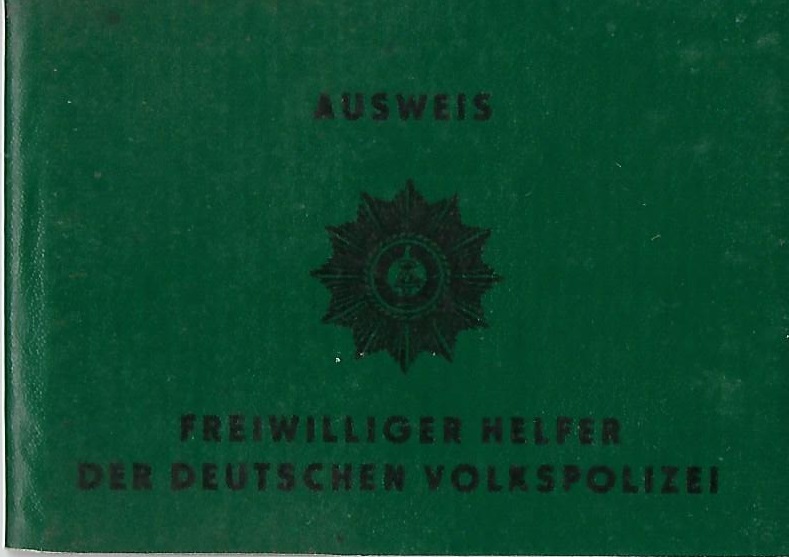 AUSWEIS
FREIWILLIGER HELFER
DER DEUTSCHEN VOLKSPOLIZEI